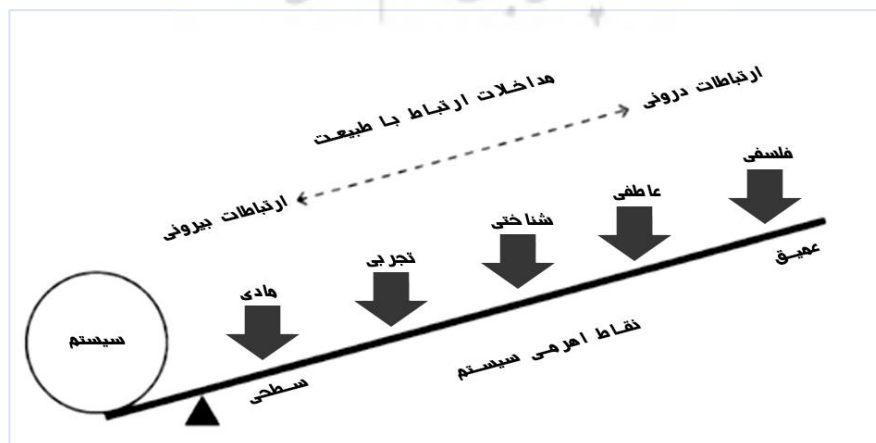 مداخلات ارتباط با طبیعت
ارتباطات درونی
ارتباطات بیرونی
فلسفی
عاطفی
شناختی
تجربی
مادی
سیستم
عمیق
سطحی
نقاط اهرمی سیستم